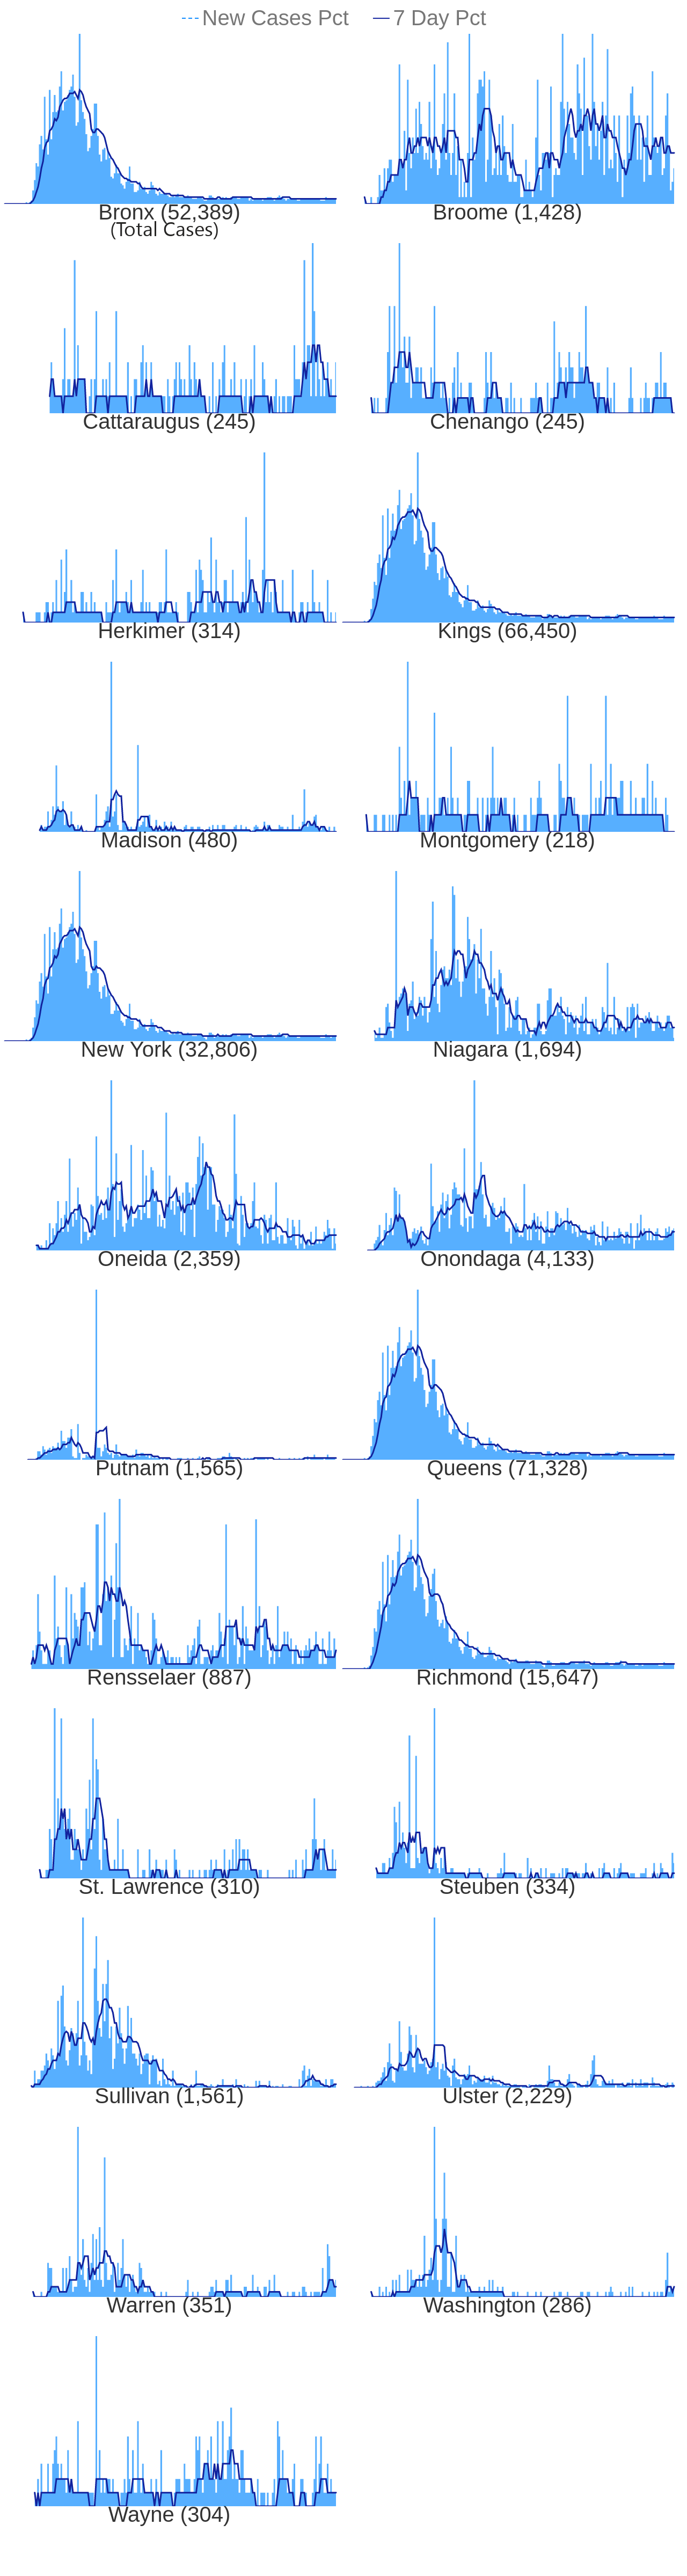 New Cases Pct 7 Day Pct
Bronx (52,389) Broome (1,428)
(Total Cases)
Cattaraugus (245) Chenango (245)
Herkimer (314) Kings (66,450)
Madison (480) Montgomery (218)
New York (32,806) Niagara (1,694)
Oneida (2,359) Onondaga (4,133)
Putnam (1,565) Queens (71,328)
Rensselaer (887) Richmond (15,647)
St. Lawrence (310) Steuben (334)
Sullivan (1,561) Ulster (2,229)
Warren (351) Washington (286)
Wayne (304)